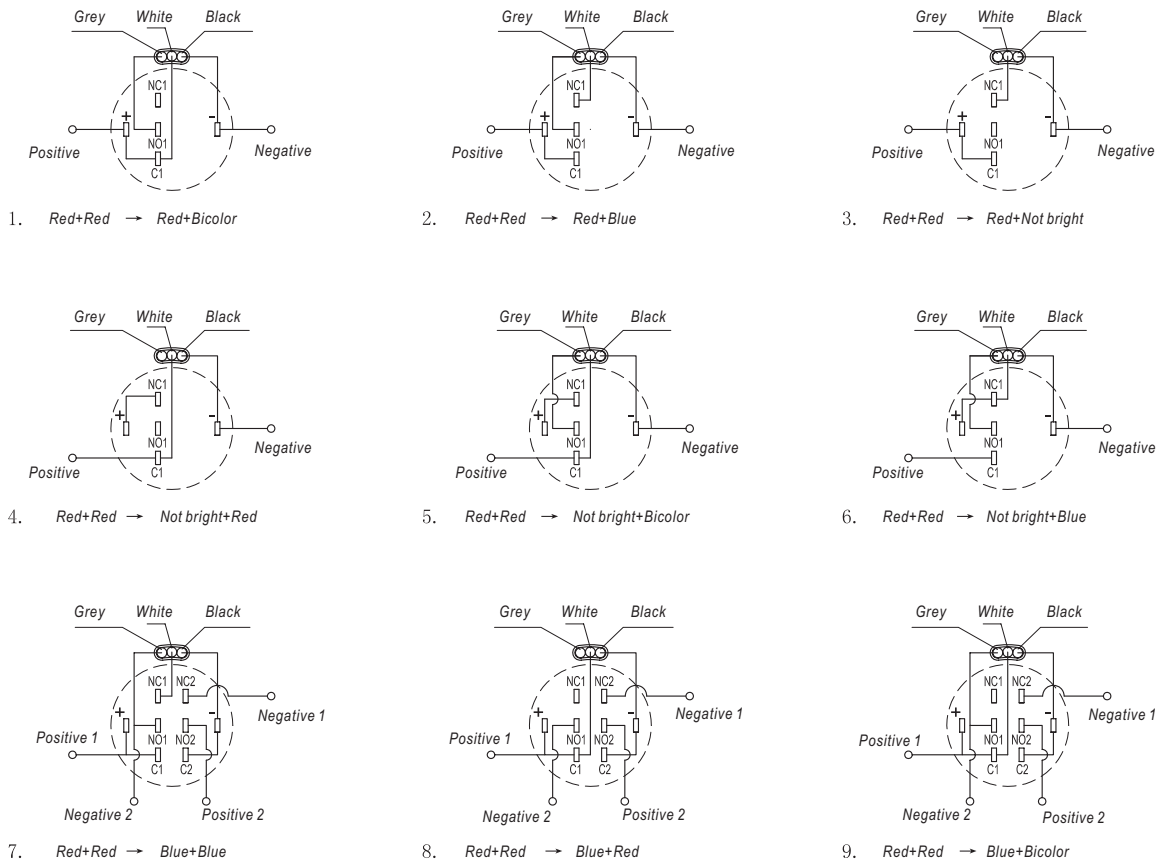 Grey White Black
NC1
+ -
Positive NO1 Negative
C1
1. Red+Red → Red+Bicolor
Grey White Black
NC1
+ -
Positive NO1 Negative
C1
2. Red+Red → Red+Blue
Grey White Black
NC1
+ -
Positive NO1 Negative
C1
3. Red+Red → Red+Not bright
Grey White Black
NC1
+ -
NO1 Negative
Positive C1
4. Red+Red → Not bright+Red
Grey White Black
NC1
+ -
NO1 Negative
Positive C1
5. Red+Red → Not bright+Bicolor
Grey White Black
NC1
+ -
NO1 Negative
Positive C1
6. Red+Red → Not bright+Blue
Grey White Black
NC1 NC2
+ - Negative 1
Positive 1 NO1 NO2
C1 C2
Negative 2 Positive 2
7. Red+Red → Blue+Blue
Grey White Black
NC1 NC2
+ - Negative 1
Positive 1 NO1 NO2
C1 C2
Negative 2 Positive 2
8. Red+Red → Blue+Red
Grey White Black
NC1 NC2
+ - Negative 1
Positive 1 NO1 NO2
C1 C2
Negative 2 Positive 2
9. Red+Red → Blue+Bicolor